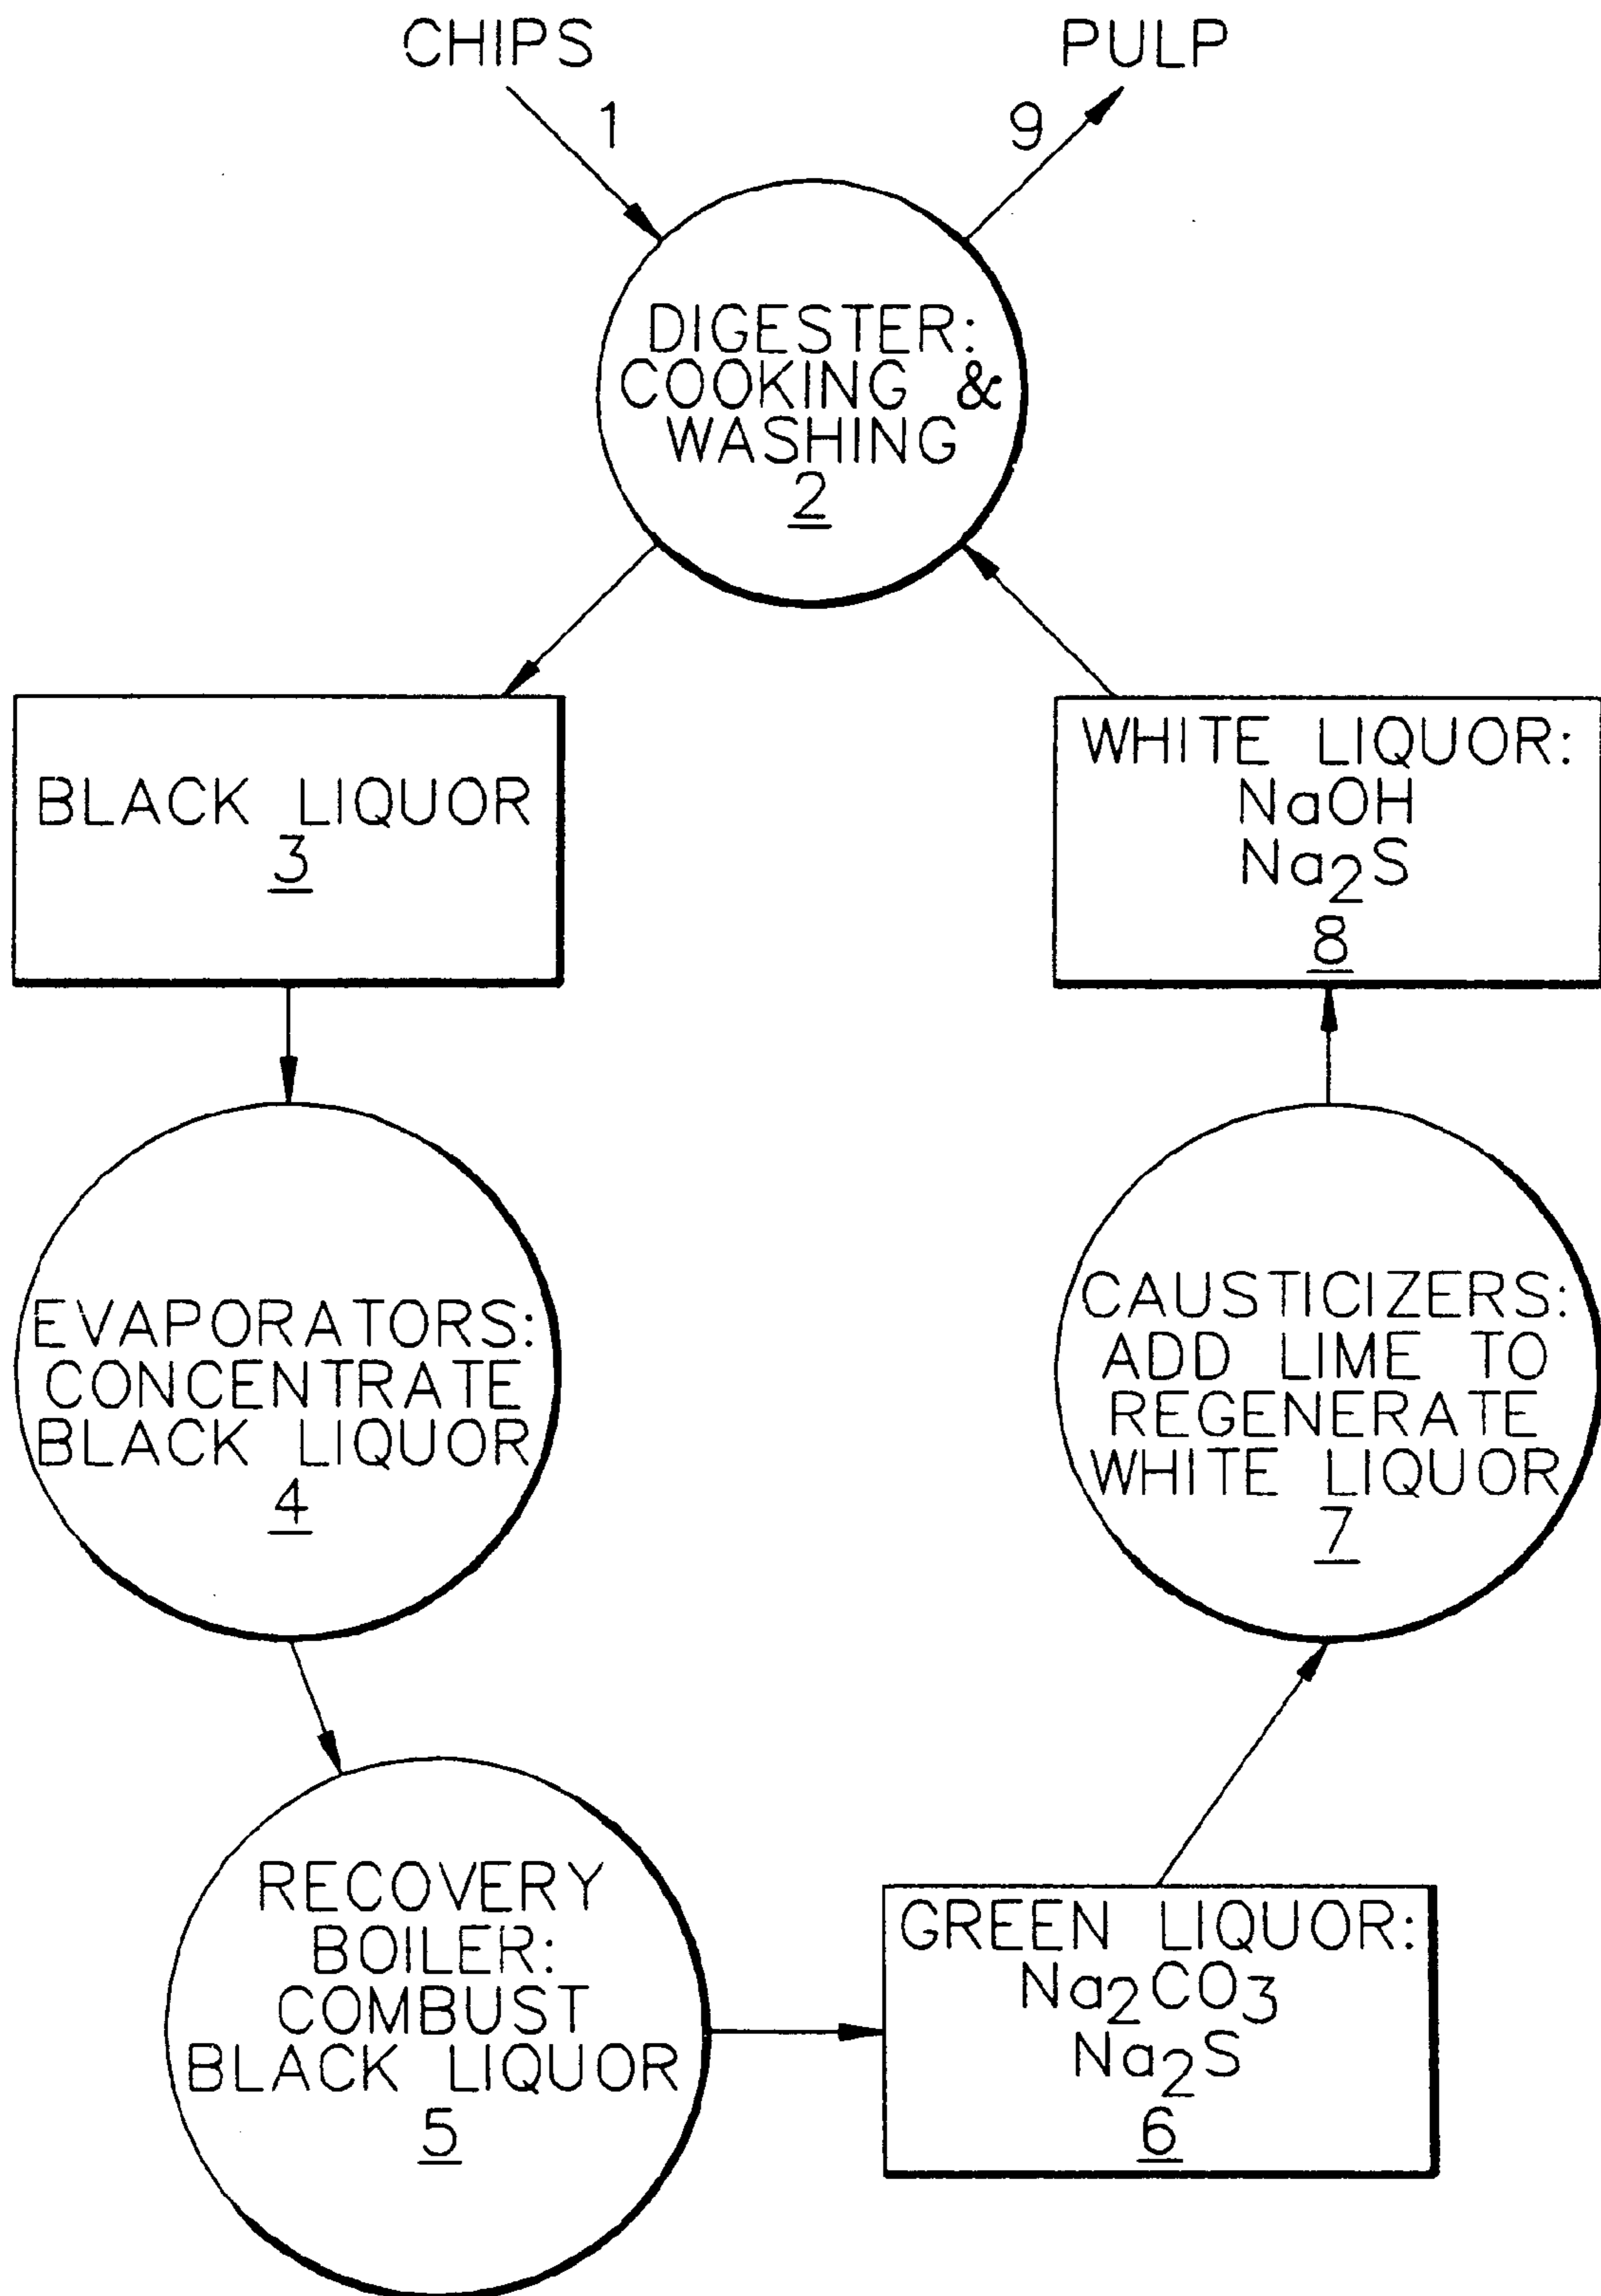 CHIPS
PULP
1
9
DIGESTER:
COOKING &
WASHING
2
BLACK LIQUOR
3
WHITE LIQUOR:
NaOH
Na₂S
8
EVAPORATORS:
CONCENTRATE
BLACK LIQUOR
4
CAUSTICIZERS:
ADD LIME TO
REGENERATE
WHITE LIQUOR
7
RECOVERY
BOILER:
COMBUST
BLACK LIQUOR
5
GREEN LIQUOR:
Na₂CO₃
Na₂S
6